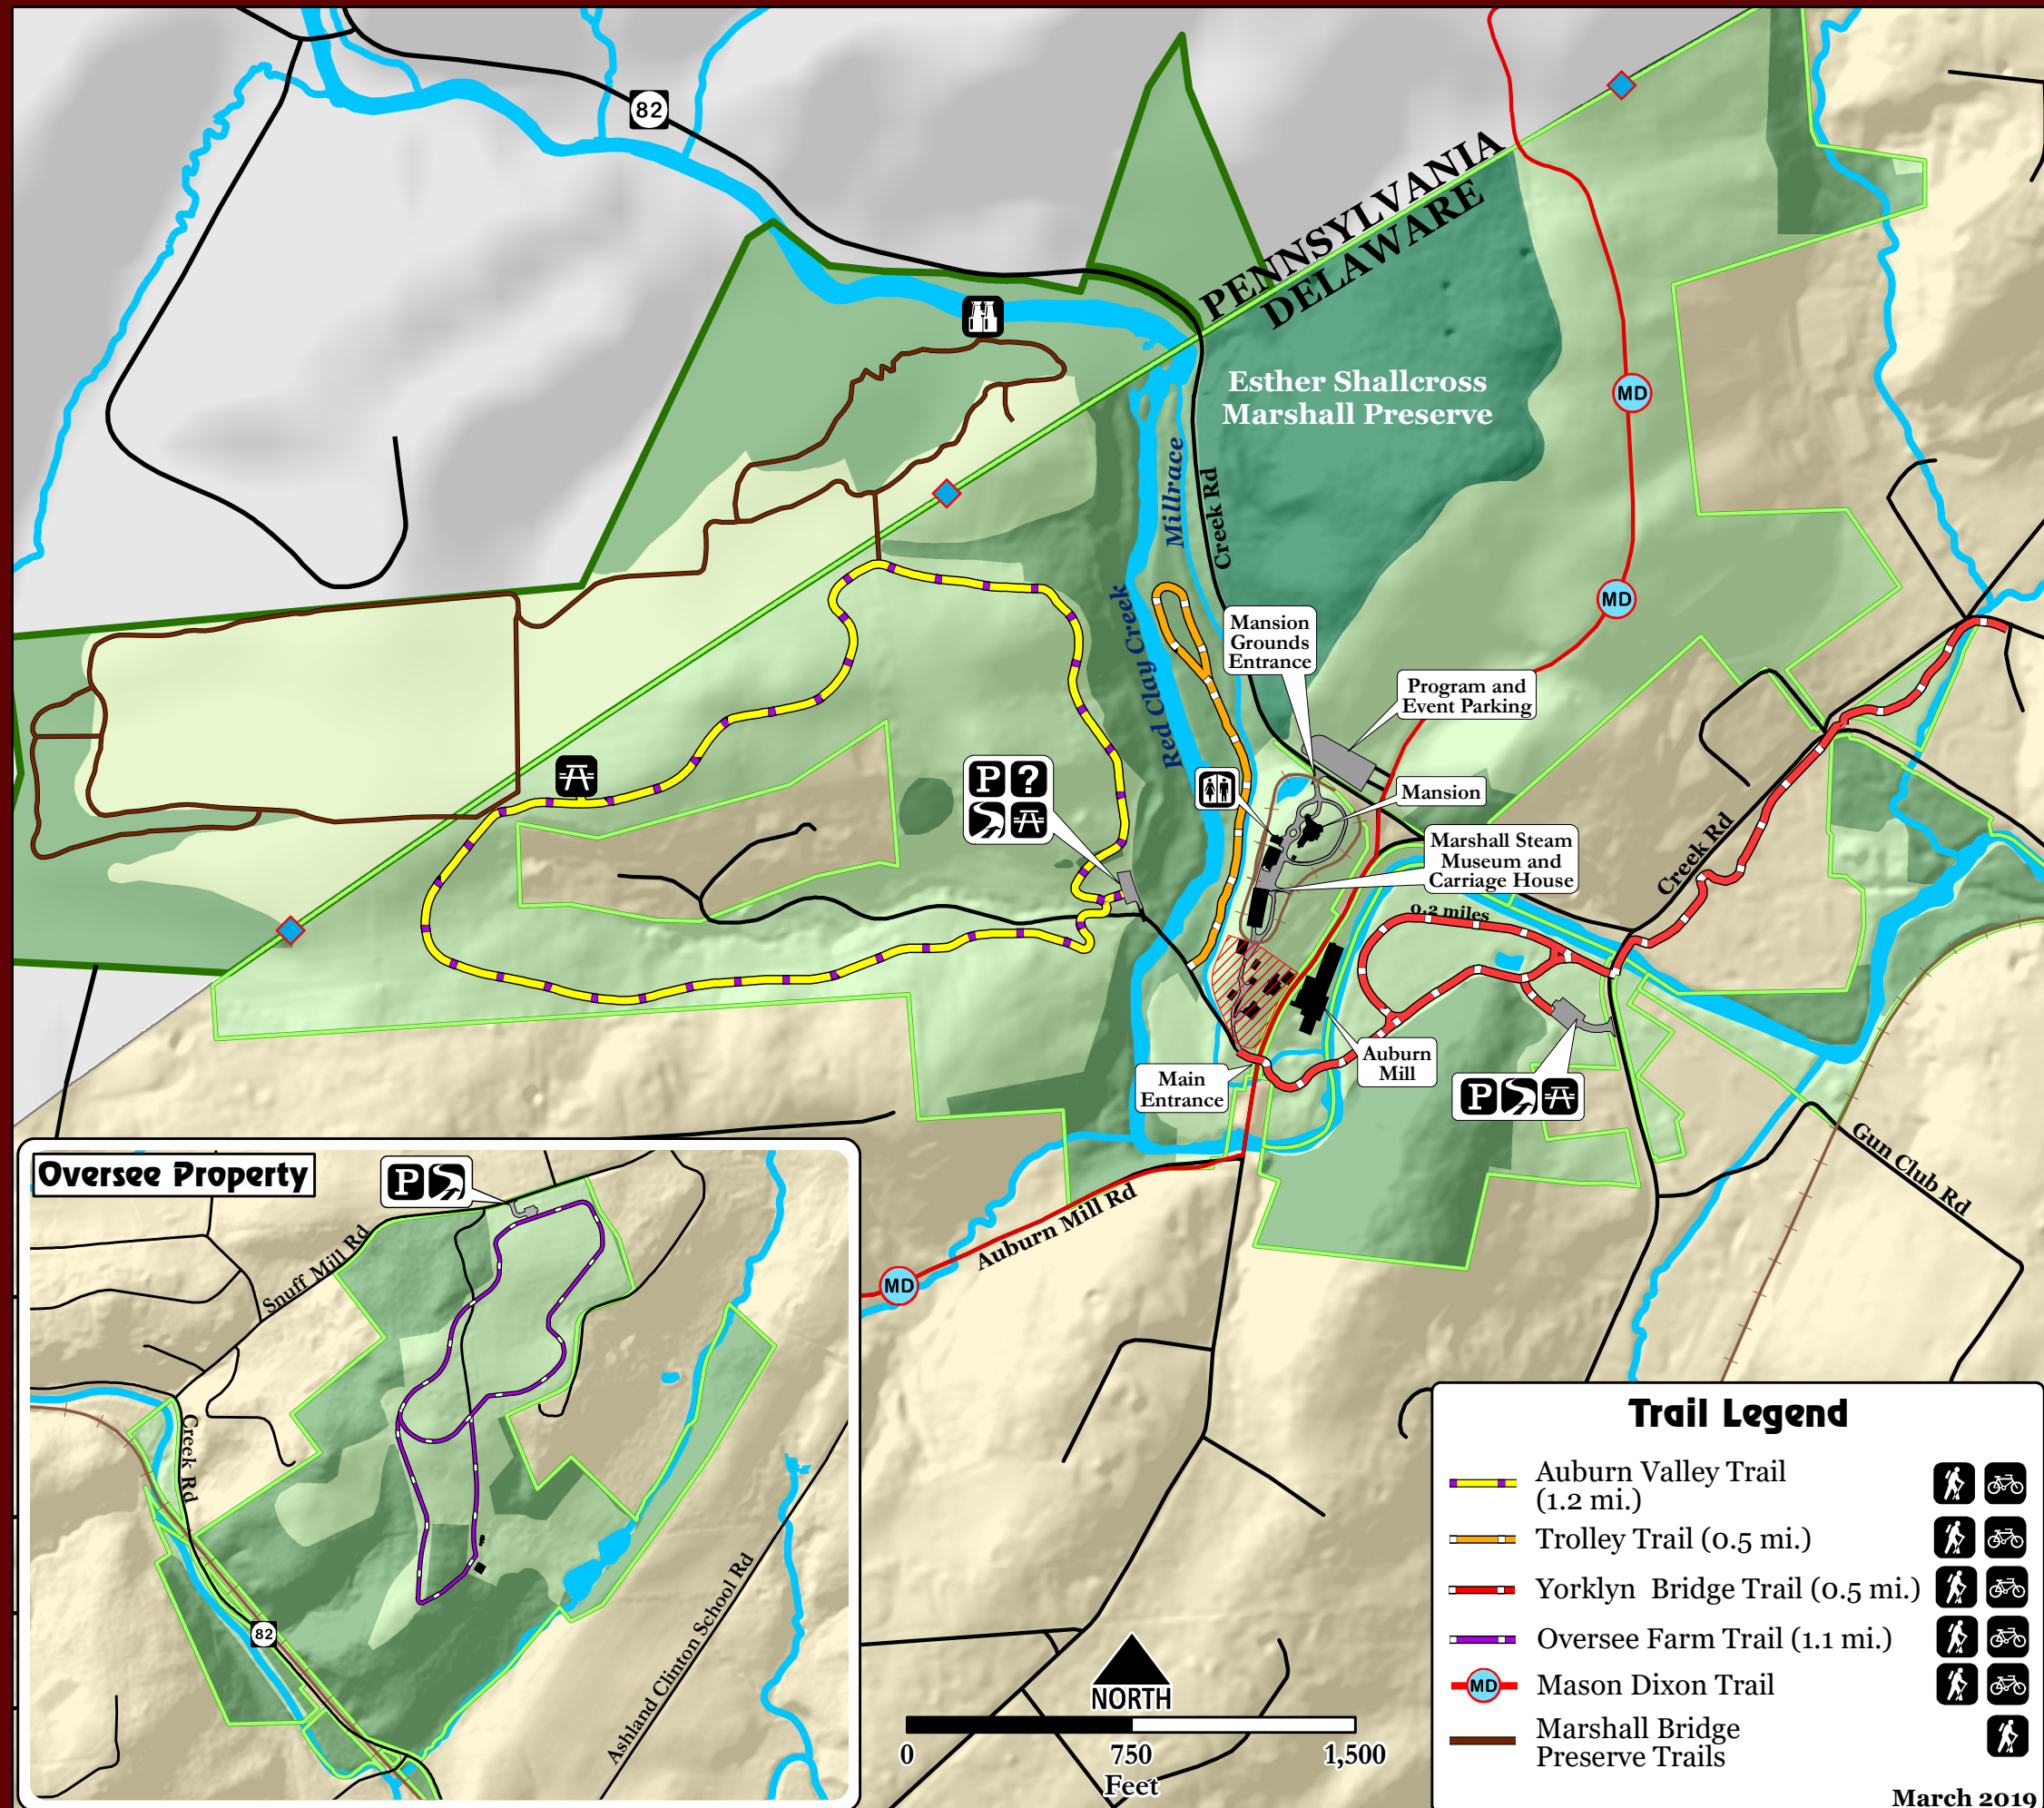 82
PENNSYLVANIA
DELAWARE
Esther Shallcross
Marshall Preserve
MD
Millrace
Creek Rd
MD
Red Clay Creek
Mansion
Grounds
Entrance
Program and
Event Parking
P ?
Mansion
Marshall Steam
Museum and
Carriage House
Creek Rd
0.2 miles
Auburn
Mill
Main
Entrance
P
Gun Club Rd
Auburn Mill Rd
MD
Oversee Property
P
Snuff Mill Rd
Creek Rd
82
Ashland Clinton School Rd
NORTH
0 750 1,500
Feet
Trail Legend
Auburn Valley Trail
(1.2 mi.)
Trolley Trail (0.5 mi.)
Yorklyn Bridge Trail (0.5 mi.)
Oversee Farm Trail (1.1 mi.)
MD Mason Dixon Trail
Marshall Bridge
Preserve Trails
March 2019